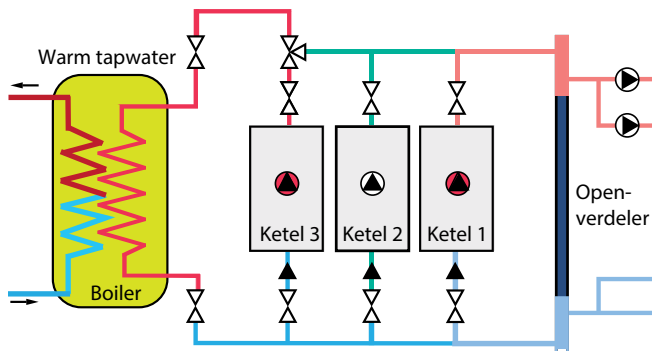 Warm tapwater
Ketel 3
Ketel 2
Ketel 1
Open-
verdeler
Boiler